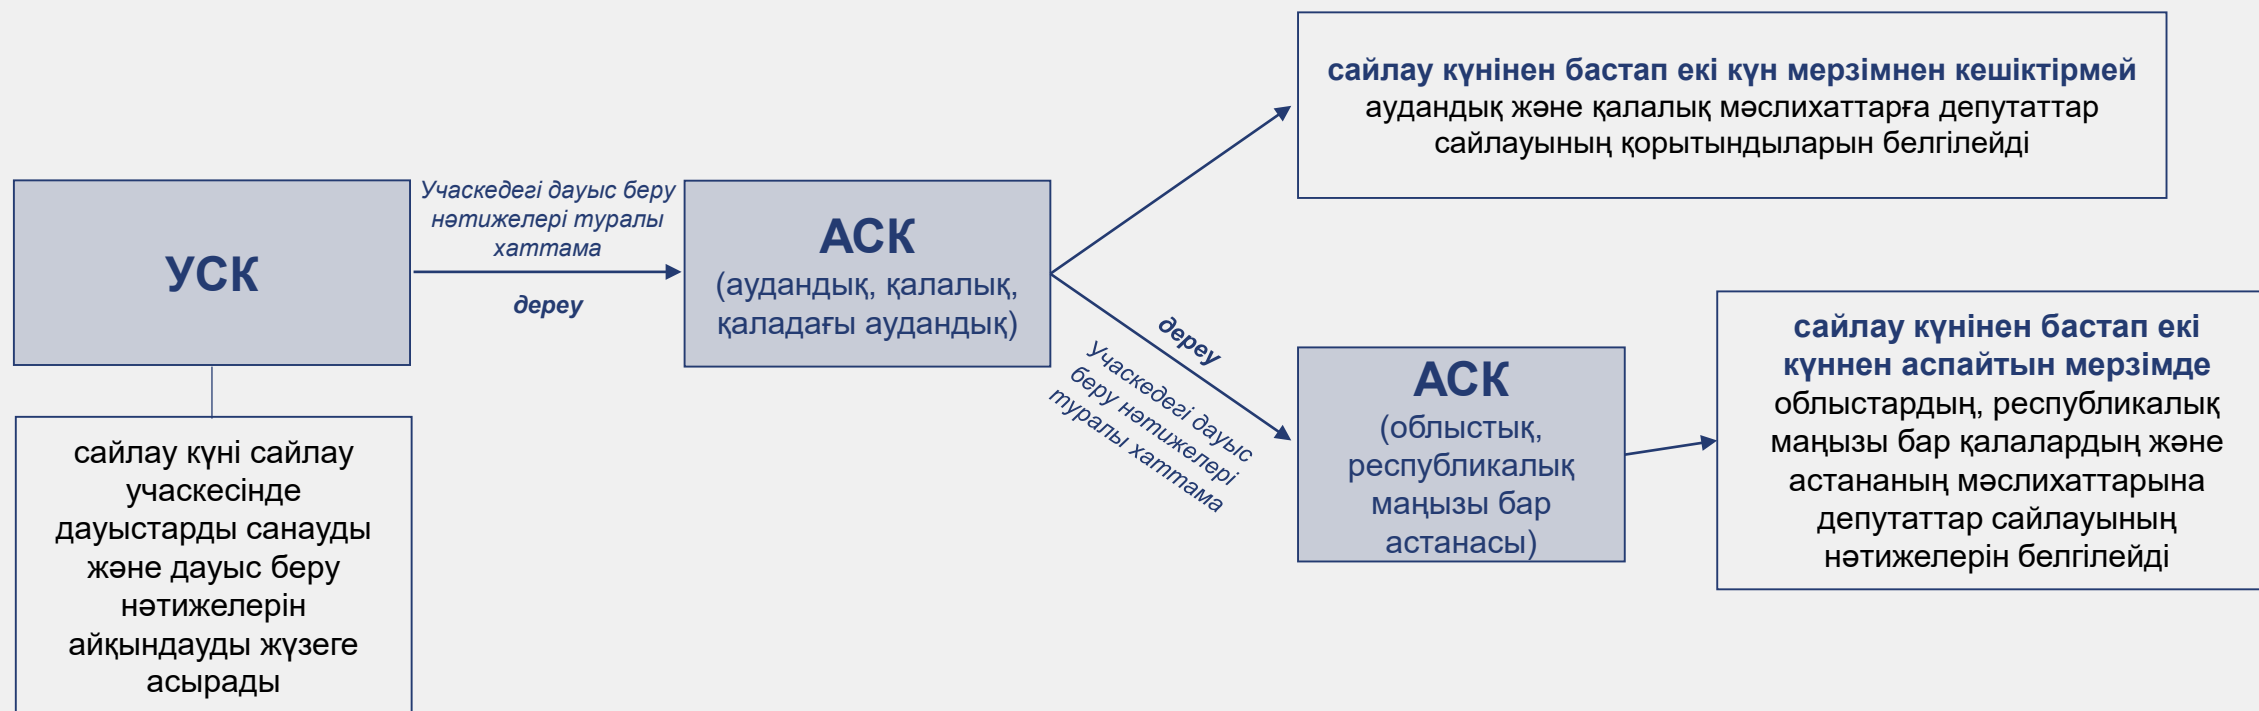 УСК
сайлау күні сайлау
учаскесінде
дауыстарды санауды
және дауыс беру
нәтижелерін
айқындауды жүзеге
асырады
Учаскедегі дауыс беру
нәтижелері туралы
хаттама
дереу
АСК
(аудандық, қалалық,
қаладағы аудандық)
сайлау күнінен бастап екі күн мерзімнен кешіктірмей
аудандық және қалалық мәслихаттарға депутаттар
сайлауының қорытындыларын белгілейді
дереу
Учаскедегі дауыс
беру нәтижелері
туралы хаттама
АСК
(облыстық,
республикалық
маңызы бар
астанасы)
сайлау күнінен бастап екі
күннен аспайтын мерзімде
облыстардың, республикалық
маңызы бар қалалардың және
астананың мәслихаттарына
депутаттар сайлауының
нәтижелерін белгілейді